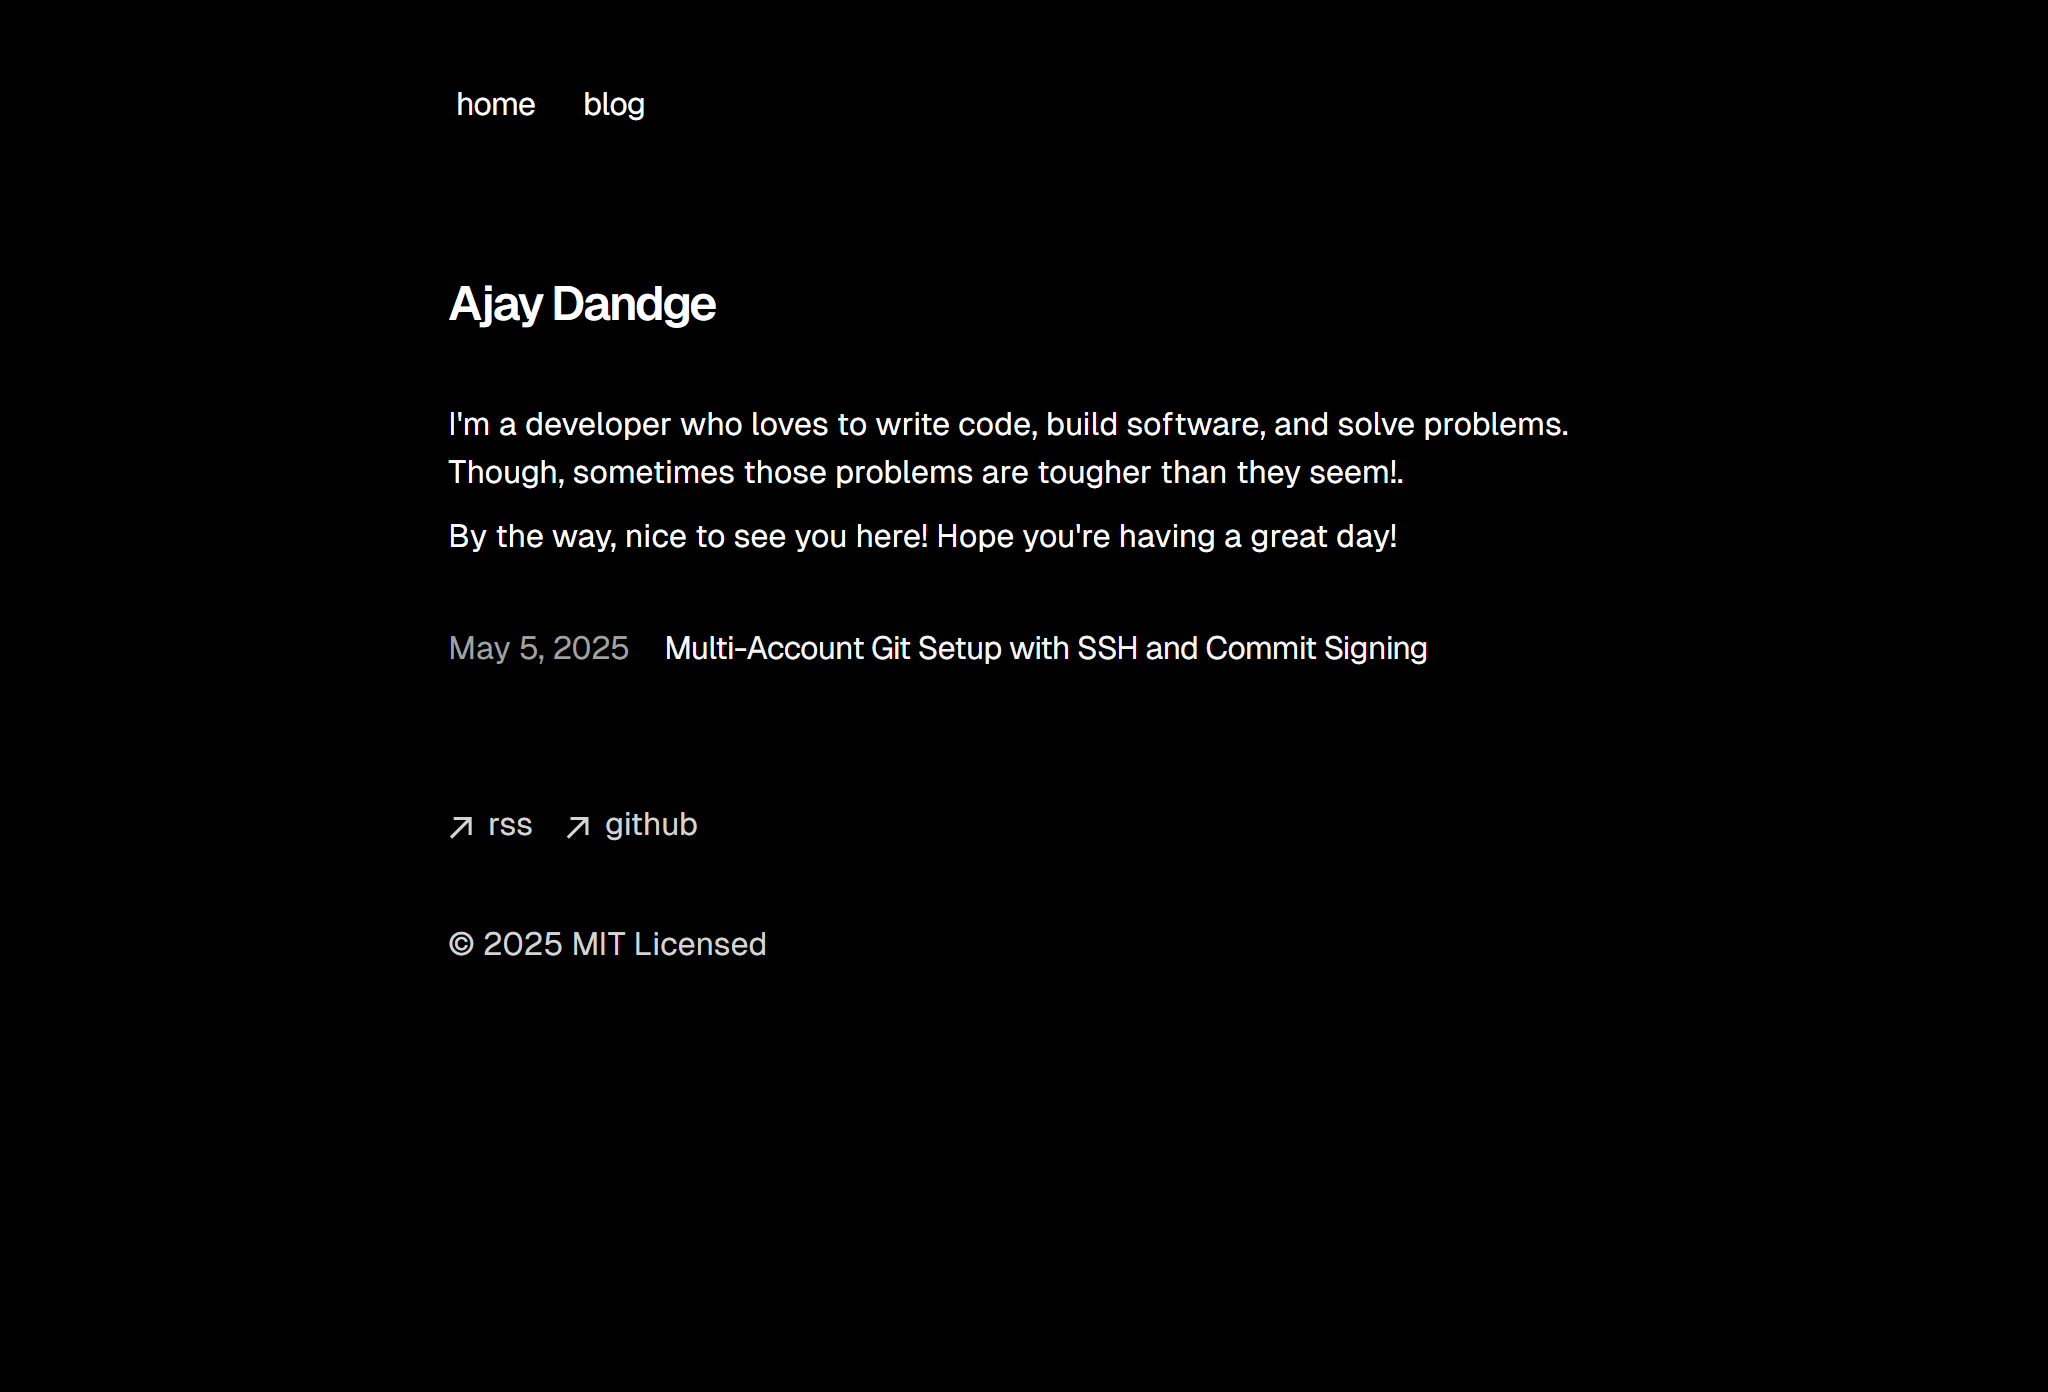 home blog
Ajay Dandge
I'm a developer who loves to write code, build software, and solve problems.
Though, sometimes those problems are tougher than they seem!.
By the way, nice to see you here! Hope you're having a great day!
May 5, 2025 Multi-Account Git Setup with SSH and Commit Signing
rss github
© 2025 MIT Licensed